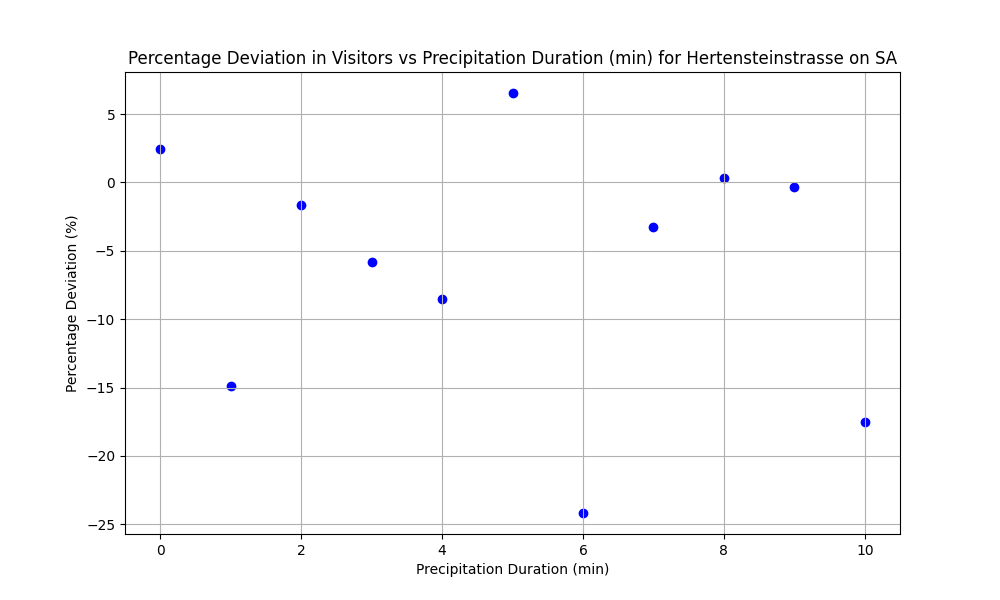 Percentage Deviation in Visitors vs Precipitation Duration (min) for Hertensteinstrasse on SA
5
0
−5
−10
−15
−20
−25
Percentage Deviation (%)
0 2 4 6 8 10
Precipitation Duration (min)